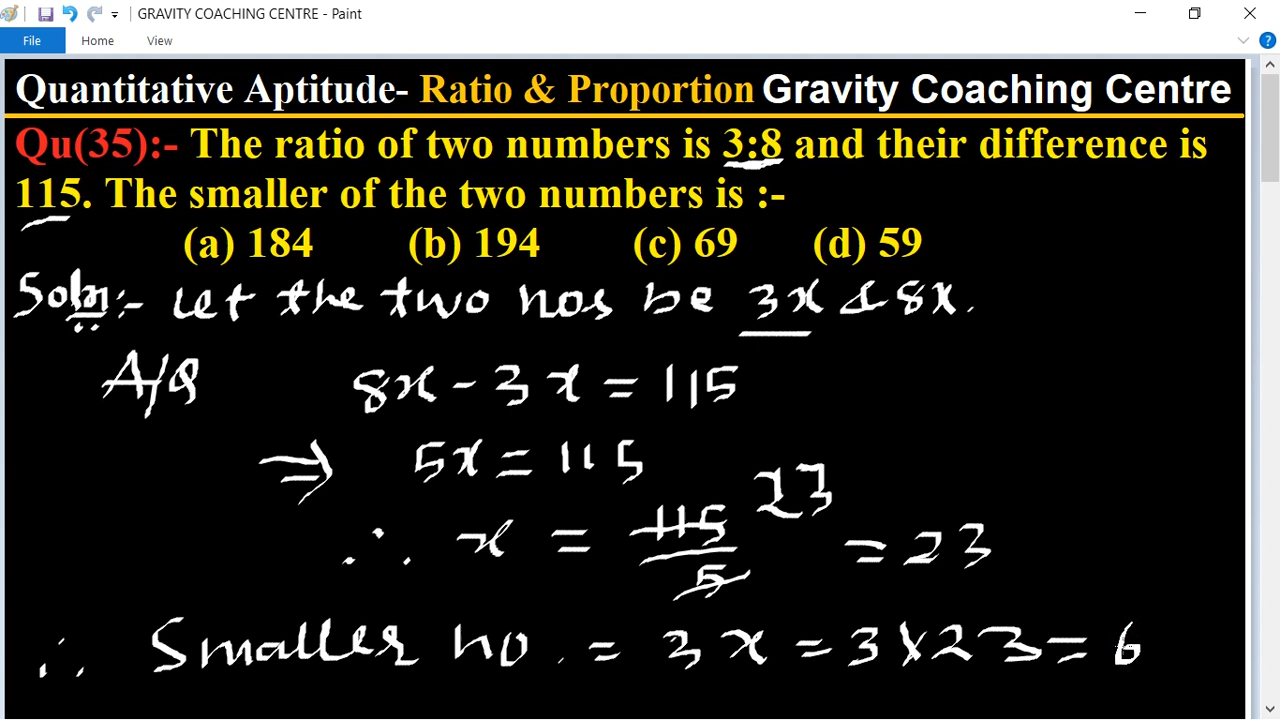 GRAVITY COACHING CENTRE - Paint
File Home View
Quantitative Aptitude- Ratio & Proportion Gravity Coaching Centre
Qu(35):- The ratio of two numbers is 3:8 and their difference is
115. The smaller of the two numbers is :-
(a) 184 (b) 194 (c) 69 (d) 59
Soln:- Let the two nos be 3x & 8x.
A/Q 8x - 3x = 115
⇒ 5x = 115
∴ x = 115/5 23 = 23
∴ Smaller no. = 3x = 3×23 = 6